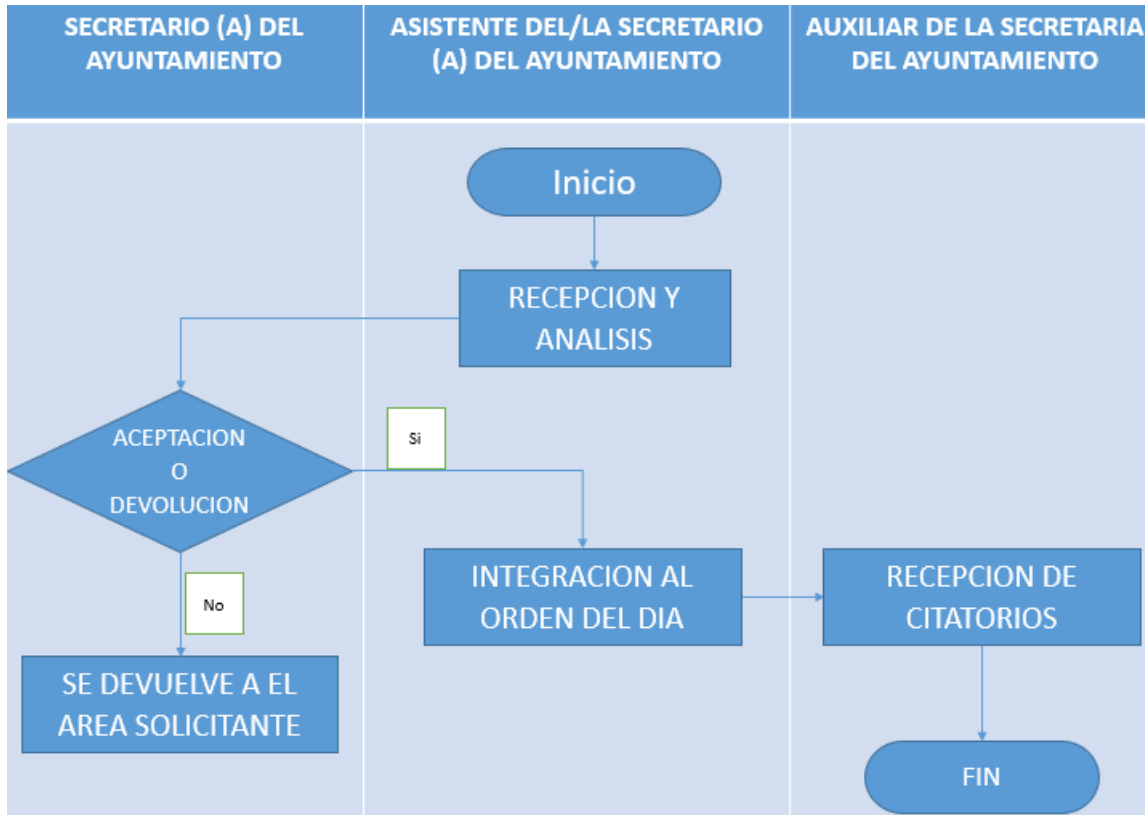 SECRETARIO (A) DEL
AYUNTAMIENTO
ASISTENTE DEL/LA SECRETARIO
(A) DEL AYUNTAMIENTO
AUXILIAR DE LA SECRETARIA
DEL AYUNTAMIENTO
Inicio
RECEPCION Y
ANALISIS
ACEPTACION
O
DEVOLUCION
Si
No
INTEGRACION AL
ORDEN DEL DIA
RECEPCION DE
CITATORIOS
SE DEVUELVE A EL
AREA SOLICITANTE
FIN